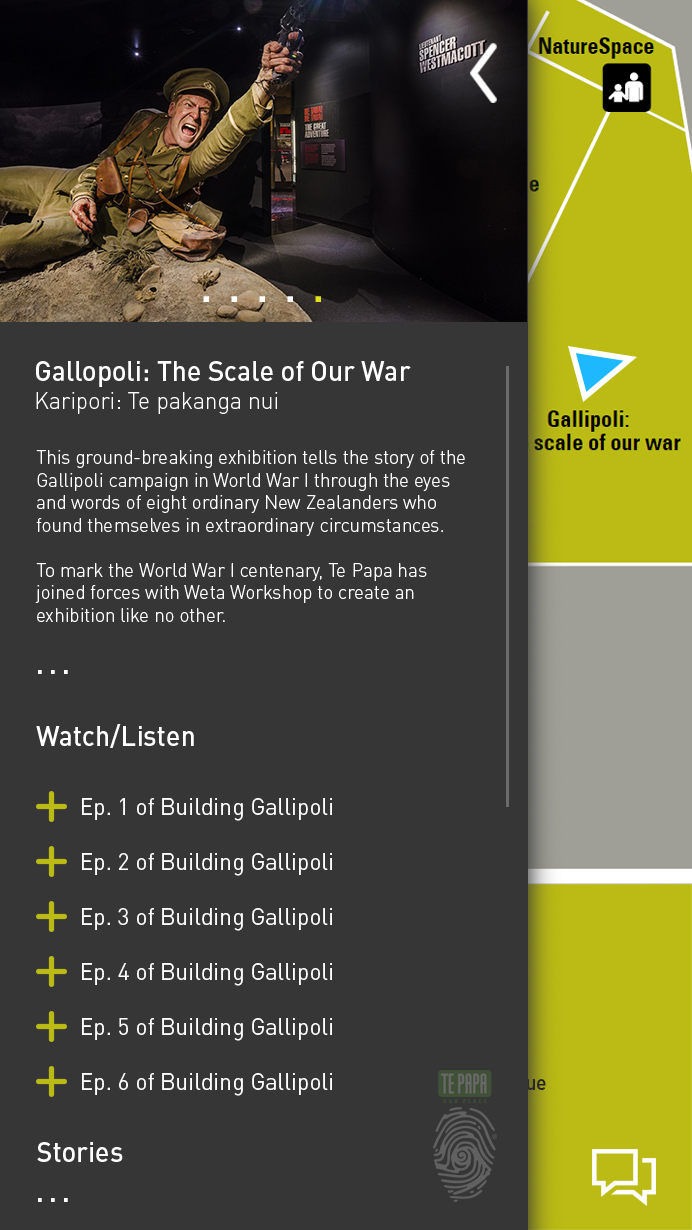 LIEUTENANT
SPENCER
WESTMACOTT
THE GREAT
ADVENTURE
NatureSpace
e
Gallipoli:
scale of our war
Gallopoli: The Scale of Our War
Karipori: Te pakanga nui
This ground-breaking exhibition tells the story of the
Gallipoli campaign in World War I through the eyes
and words of eight ordinary New Zealanders who
found themselves in extraordinary circumstances.
To mark the World War I centenary, Te Papa has
joined forces with Weta Workshop to create an
exhibition like no other.
...
Watch/Listen
Ep. 1 of Building Gallipoli
Ep. 2 of Building Gallipoli
Ep. 3 of Building Gallipoli
Ep. 4 of Building Gallipoli
Ep. 5 of Building Gallipoli
Ep. 6 of Building Gallipoli
TE PAPA
OUR PLACE
ue
Stories
...